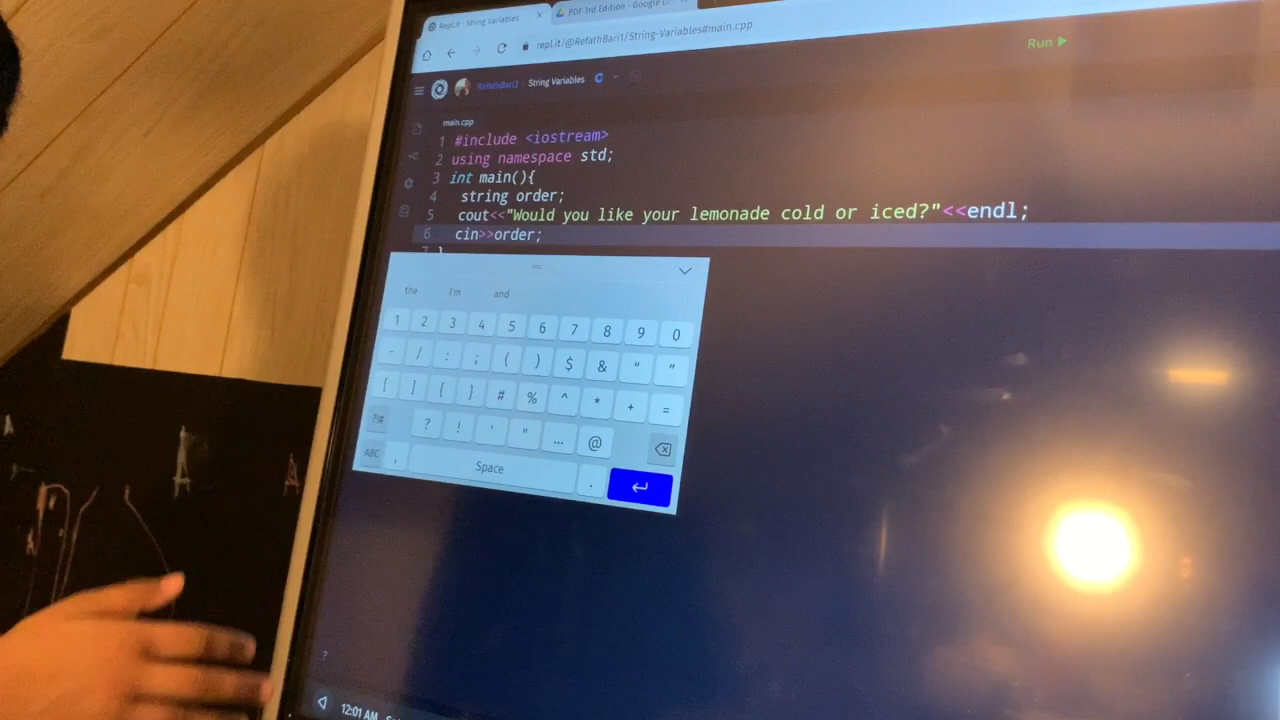 Repl.it - String Variables
PDF 3rd Edition - Google Dri
repl.it/@RefathBari1/String-Variables#main.cpp
Run
RefathBari1 String Variables
main.cpp
1 #include <iostream>
2 using namespace std;
3 int main(){
4 string order;
5 cout<<"Would you like your lemonade cold or iced?"<<endl;
6 cin>>order;
7 }
the I'm and
1 2 3 4 5 6 7 8 9 0
- / : ; ( ) $ & “ ”
[ ] { } # % ^ * + =
?!# ? ! ' " ... @
ABC , Space .
?
12:01 AM
A
A
A